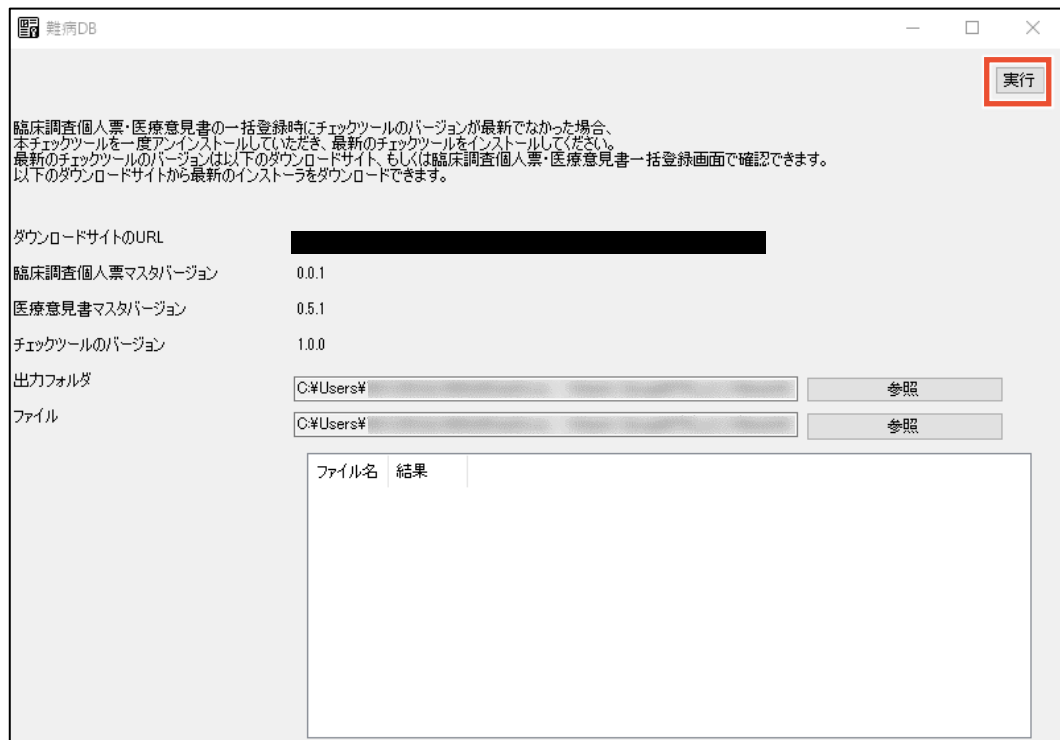 難病DB
実行
臨床調査個人票・医療意見書の一括登録時にチェックツールのバージョンが最新でなかった場合、
本チェックツールを一度アンインストールしていただき、最新のチェックツールをインストールしてください。
最新のチェックツールのバージョンは以下のダウンロードサイト、もしくは臨床調査個人票・医療意見書一括登録画面で確認できます。
以下のダウンロードサイトから最新のインストーラをダウンロードできます。
ダウンロードサイトのURL
臨床調査個人票マスタバージョン 0.0.1
医療意見書マスタバージョン 0.5.1
チェックツールのバージョン 1.0.0
出力フォルダ C:¥Users¥ 参照
ファイル C:¥Users¥ 参照
ファイル名 結果